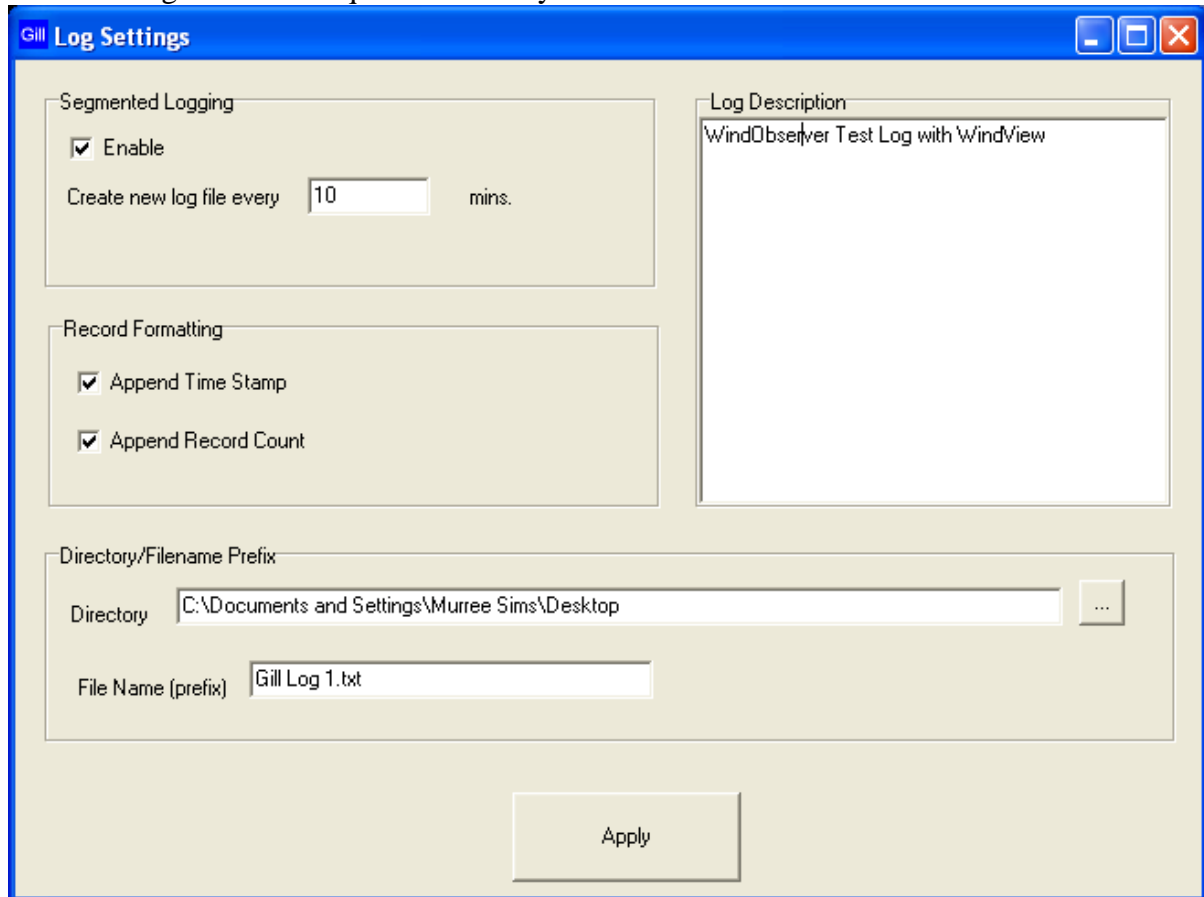 Gill Log Settings
Segmented Logging
Enable
Create new log file every 10 mins.
Record Formatting
Append Time Stamp
Append Record Count
Log Description
WindObserver Test Log with WindView
Directory/Filename Prefix
Directory C:\Documents and Settings\Murree Sims\Desktop ...
File Name (prefix) Gill Log 1.txt
Apply